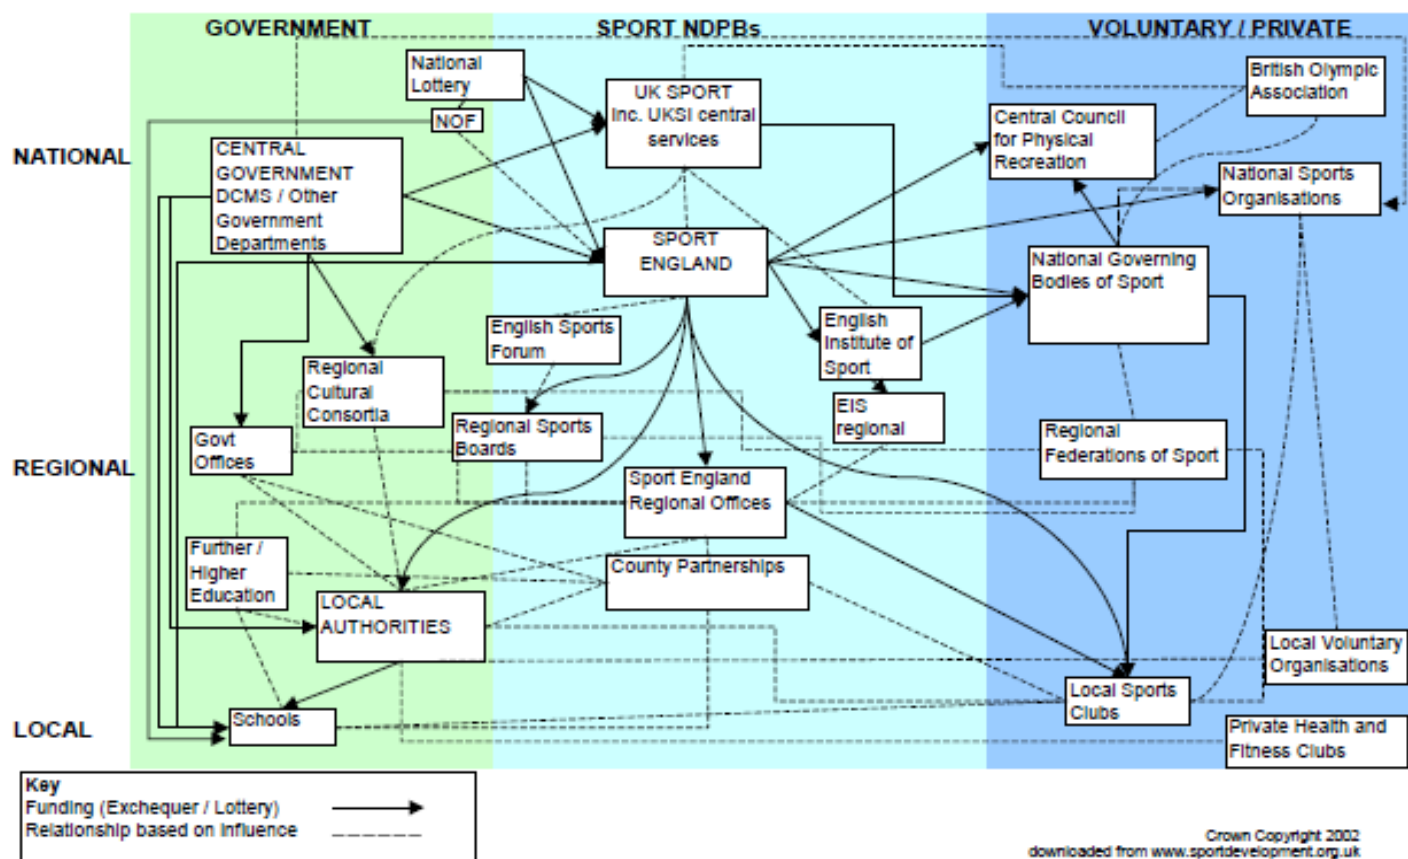 GOVERNMENT
SPORT NDPBs
VOLUNTARY / PRIVATE
National
Lottery
NOF
UK SPORT
Inc. UKSI central
services
British Olympic
Association
Central Council
for Physical
Recreation
NATIONAL
CENTRAL
GOVERNMENT
DCMS / Other
Government
Departments
National Sports
Organisations
SPORT
ENGLAND
National Governing
Bodies of Sport
English Sports
Forum
English
Institute of
Sport
Regional
Cultural
Consortia
EIS
regional
REGIONAL
Govt
Offices
Regional Sports
Boards
Regional
Federations of Sport
Sport England
Regional Offices
Further /
Higher
Education
County Partnerships
LOCAL
AUTHORITIES
Local Voluntary
Organisations
Local Sports
Clubs
LOCAL
Schools
Private Health and
Fitness Clubs
Key
Funding (Exchequer / Lottery)
Relationship based on Influence
Crown Copyright 2002
downloaded from www.sportdevelopment.org.uk